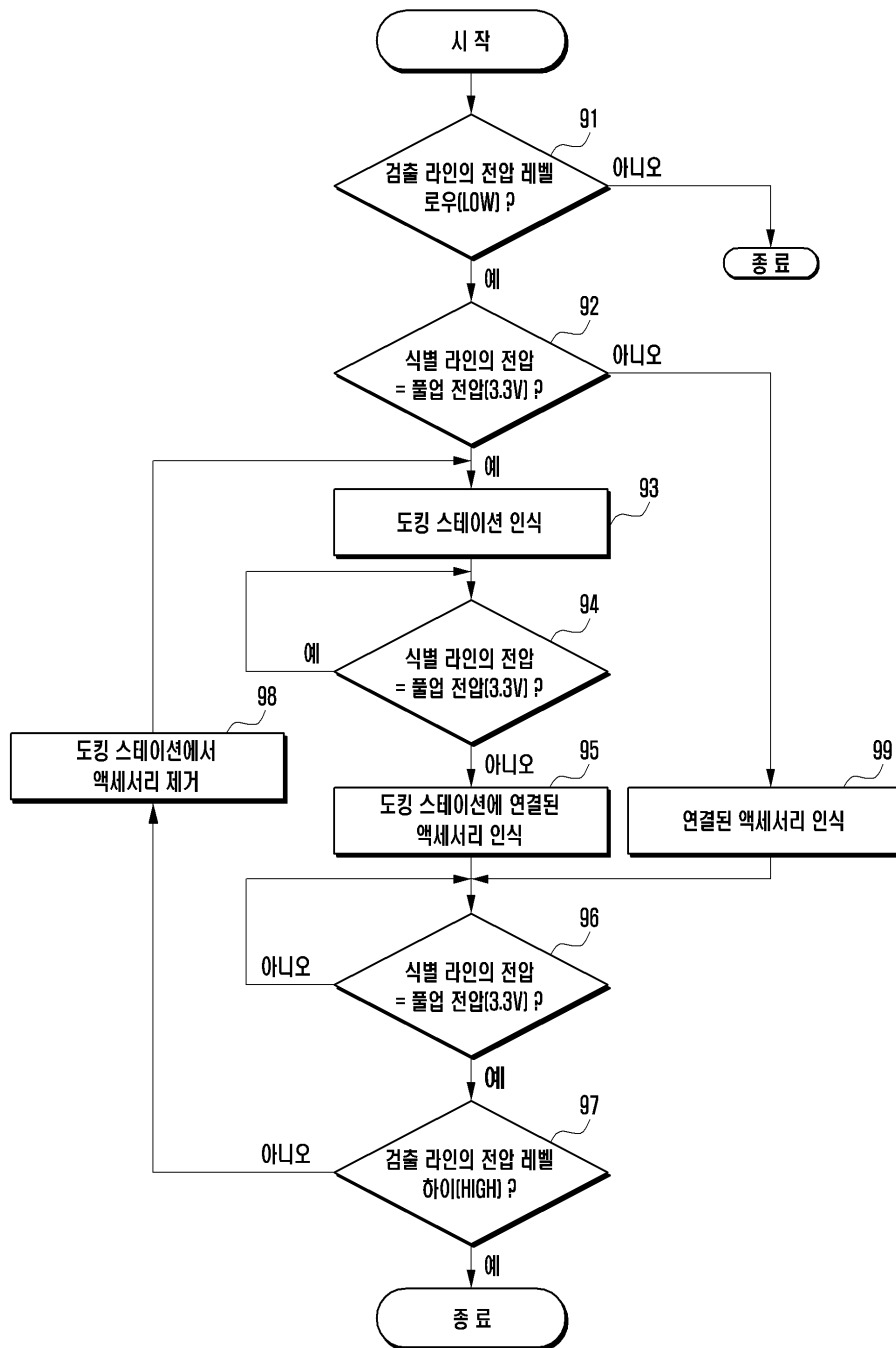 시 작
91
검출 라인의 전압 레벨
로우(LOW) ?
아니오
종 료
예
92
식별 라인의 전압
= 풀업 전압(3.3V) ?
아니오
예
93
도킹 스테이션 인식
94
식별 라인의 전압
= 풀업 전압(3.3V) ?
예
아니오
98
도킹 스테이션에서
액세서리 제거
95
도킹 스테이션에 연결된
액세서리 인식
99
연결된 액세서리 인식
96
식별 라인의 전압
= 풀업 전압(3.3V) ?
아니오
예
97
검출 라인의 전압 레벨
하이(HIGH) ?
아니오
예
종 료